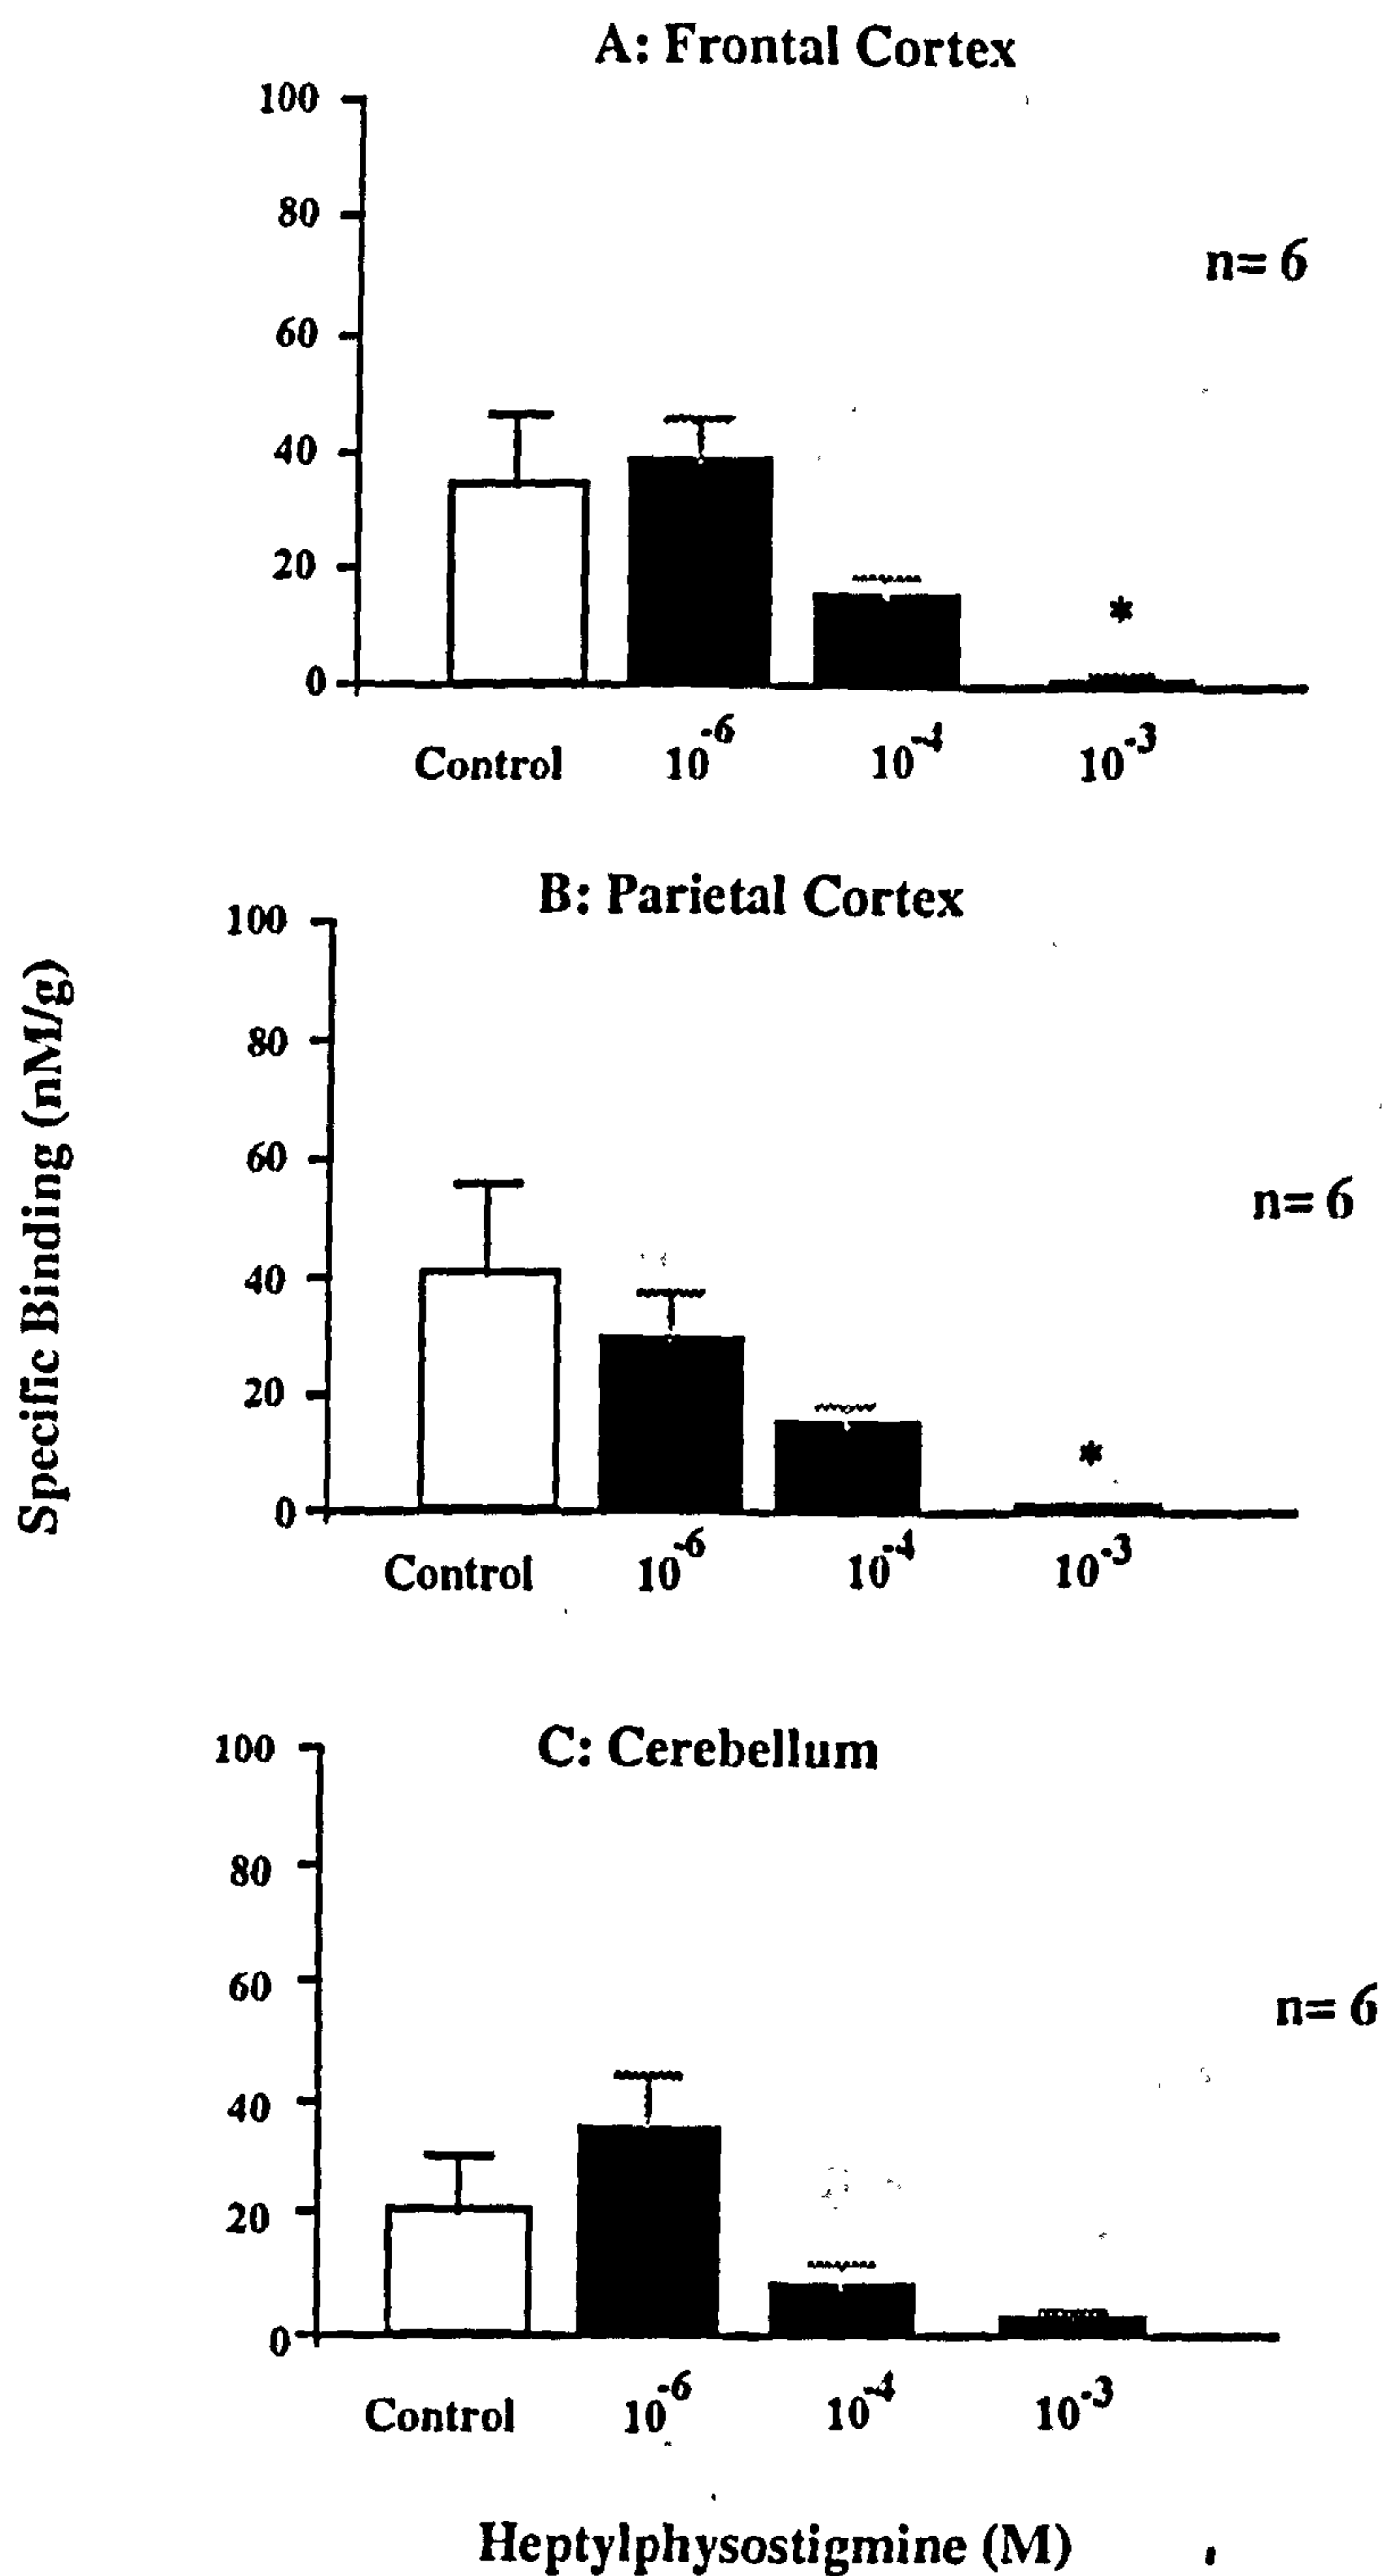 A: Frontal Cortex
100
80
60
40
20
0
n= 6
*
Control 10⁻⁶ 10⁻⁴ 10⁻³
B: Parietal Cortex
100
80
60
40
20
0
n= 6
*
Control 10⁻⁶ 10⁻⁴ 10⁻³
Specific Binding (nM/g)
C: Cerebellum
100
80
60
40
20
0
n= 6
Control 10⁻⁶ 10⁻⁴ 10⁻³
Heptylphysostigmine (M)